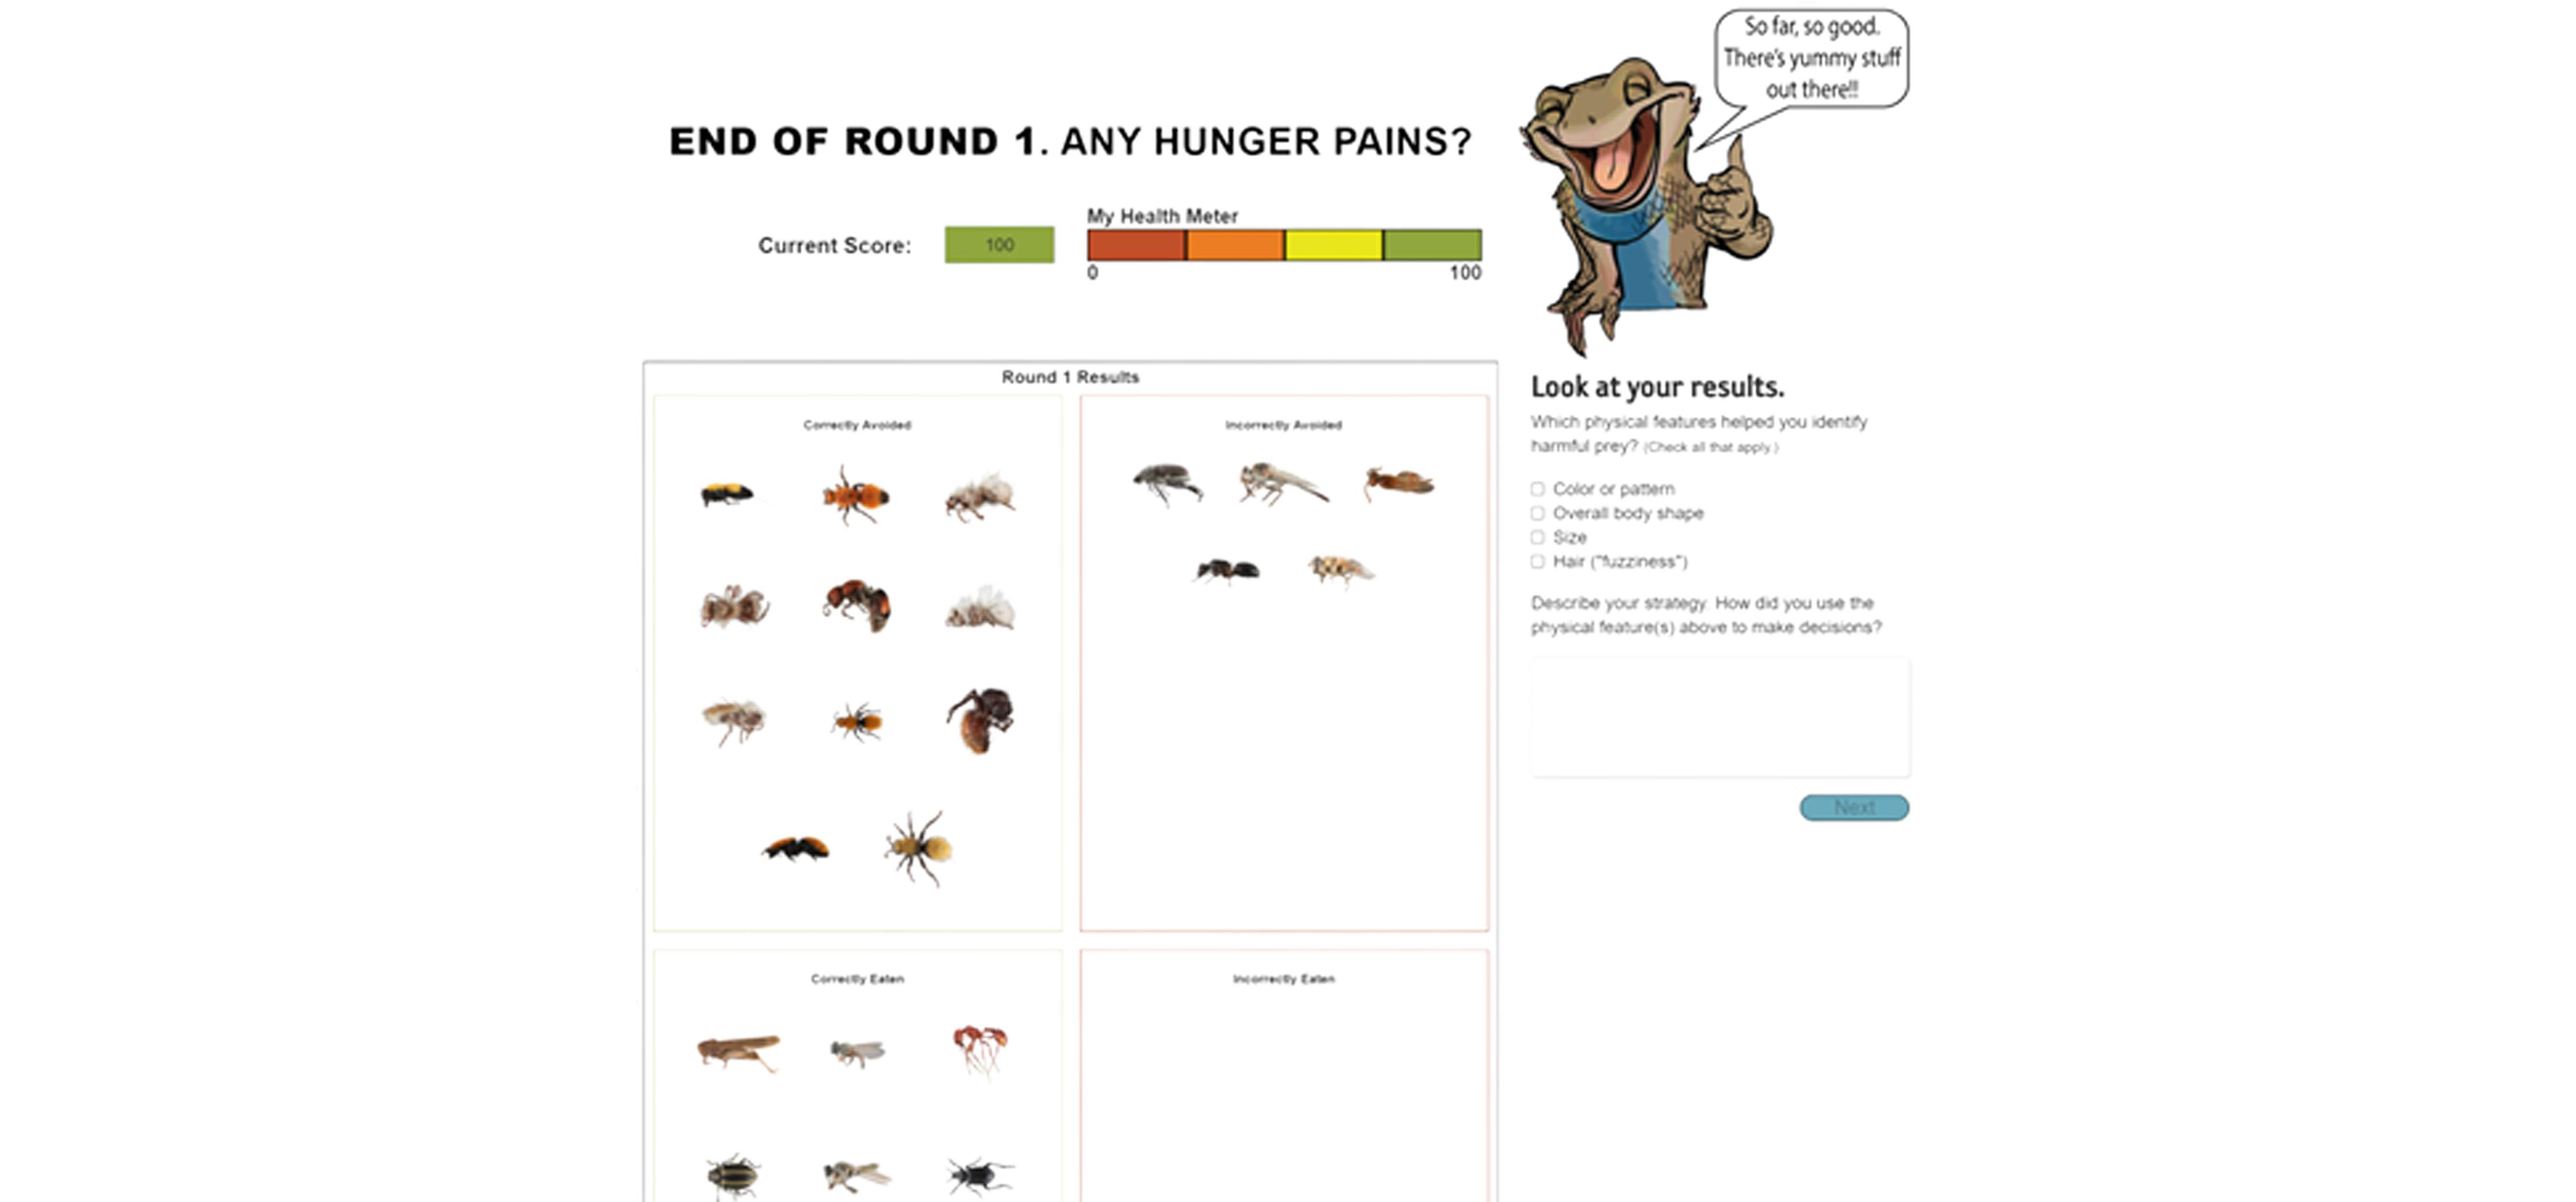 So far, so good.
There's yummy stuff
out there!!
END OF ROUND 1. ANY HUNGER PAINS?
My Health Meter
Current Score:
100
0
100
Round 1 Results
Correctly Avoided
Incorrectly Avoided
Correctly Eaten
Incorrectly Eaten
Look at your results.
Which physical features helped you identify
harmful prey? (Check all that apply.)
Color or pattern
Overall body shape
Size
Hair ("fuzziness")
Describe your strategy. How did you use the
physical feature(s) above to make decisions?
Next